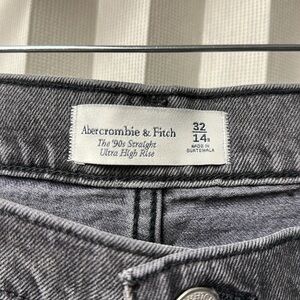 Abercrombie & Fitch
The '90s Straight
Ultra High Rise
32
14R
MADE IN
GUATEMALA